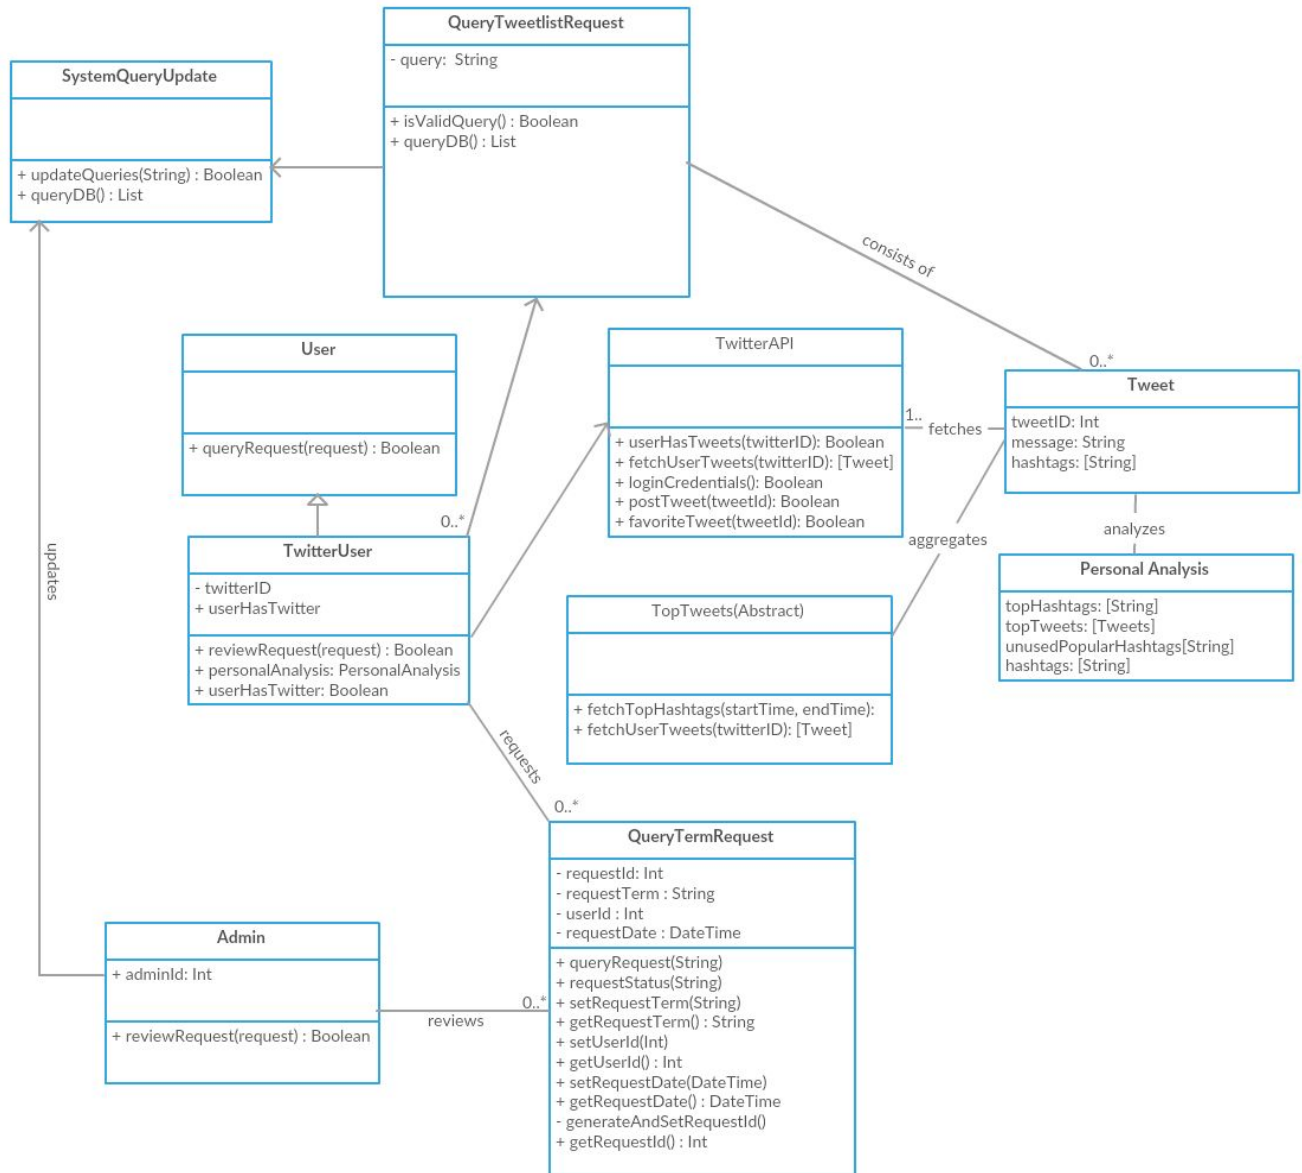 QueryTweetlistRequest
- query:  String
+ isValidQuery() : Boolean
+ queryDB() : List
SystemQueryUpdate
+ updateQueries(String) : Boolean
+ queryDB() : List
consists of
User
+ queryRequest(request) : Boolean
TwitterAPI
+ userHasTweets(twitterID): Boolean
+ fetchUserTweets(twitterID): [Tweet]
+ loginCredentials(): Boolean
+ postTweet(tweetId): Boolean
+ favoriteTweet(tweetId): Boolean
1..
fetches
0..*
Tweet
tweetID: Int
message: String
hashtags: [String]
analyzes
aggregates
Personal Analysis
topHashtags: [String]
topTweets: [Tweets]
unusedPopularHashtags[String]
hashtags: [String]
0..*
TwitterUser
- twitterID
+ userHasTwitter
+ reviewRequest(request) : Boolean
+ personalAnalysis: PersonalAnalysis
+ userHasTwitter: Boolean
updates
TopTweets(Abstract)
+ fetchTopHashtags(startTime, endTime):
+ fetchUserTweets(twitterID): [Tweet]
requests
0..*
QueryTermRequest
- requestId: Int
- requestTerm : String
- userId : Int
- requestDate : DateTime
+ queryRequest(String)
+ requestStatus(String)
+ setRequestTerm(String)
+ getRequestTerm() : String
+ setUserId(Int)
+ getUserId() : Int
+ setRequestDate(DateTime)
+ getRequestDate() : DateTime
- generateAndSetRequestId()
+ getRequestId() : Int
Admin
+ adminId: Int
+ reviewRequest(request) : Boolean
0..*
reviews